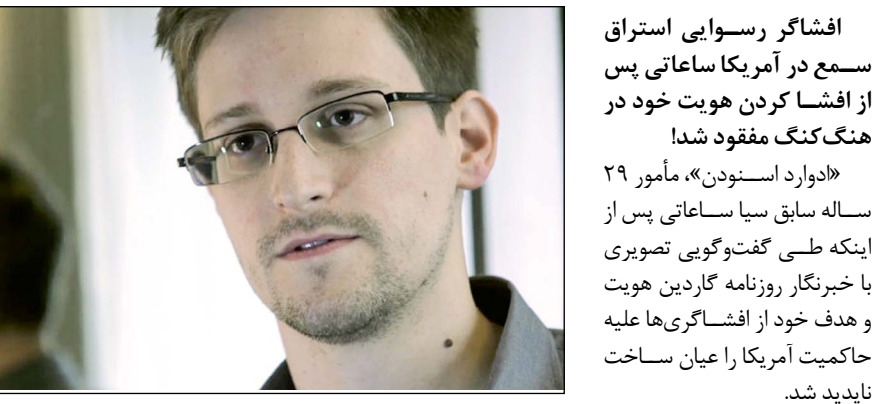 افشاگر رسوایی استراق
سمع در آمریکا ساعاتی پس
از افشا کردن هویت خود در
هنگ‌کنگ مفقود شد!
«ادوارد اسنودن»، مأمور ۲۹
ساله سابق سیا ساعاتی پس از
اینکه طی گفت‌وگویی تصویری
با خبرنگار روزنامه گاردین هویت
و هدف خود از افشاگری‌ها علیه
حاکمیت آمریکا را عیان ساخت
ناپدید شد.